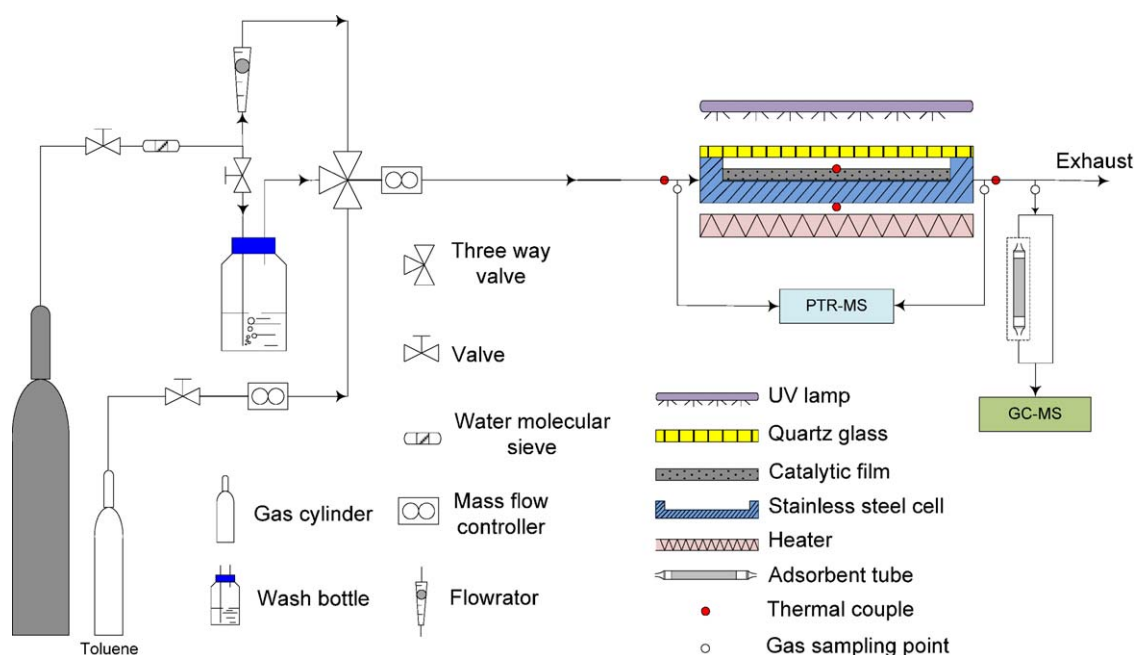 Exhaust
Three way
valve
PTR-MS
Valve
UV lamp
GC-MS
Water molecular
sieve
Quartz glass
Catalytic film
Gas cylinder
Mass flow
controller
Stainless steel cell
Heater
Adsorbent tube
Wash bottle
Flowrator
Thermal couple
Toluene
Gas sampling point